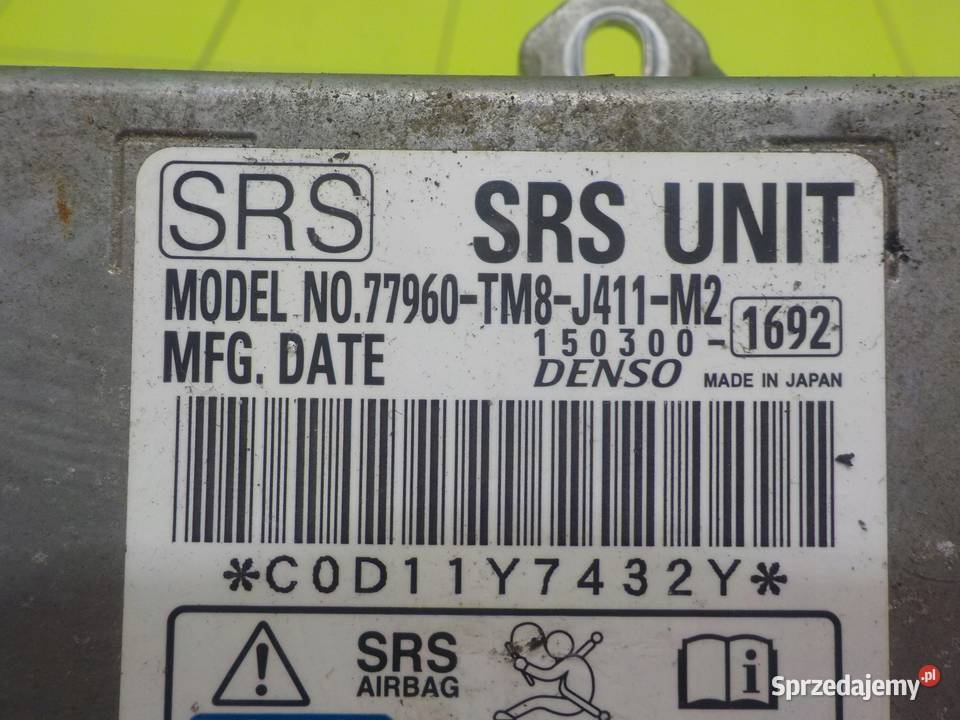 SRS SRS UNIT
MODEL NO.77960-TM8-J411-M2
150300- 1692
MFG. DATE DENSO MADE IN JAPAN
*C0D11Y7432Y*
SRS
AIRBAG
Sprzedajemy.pl